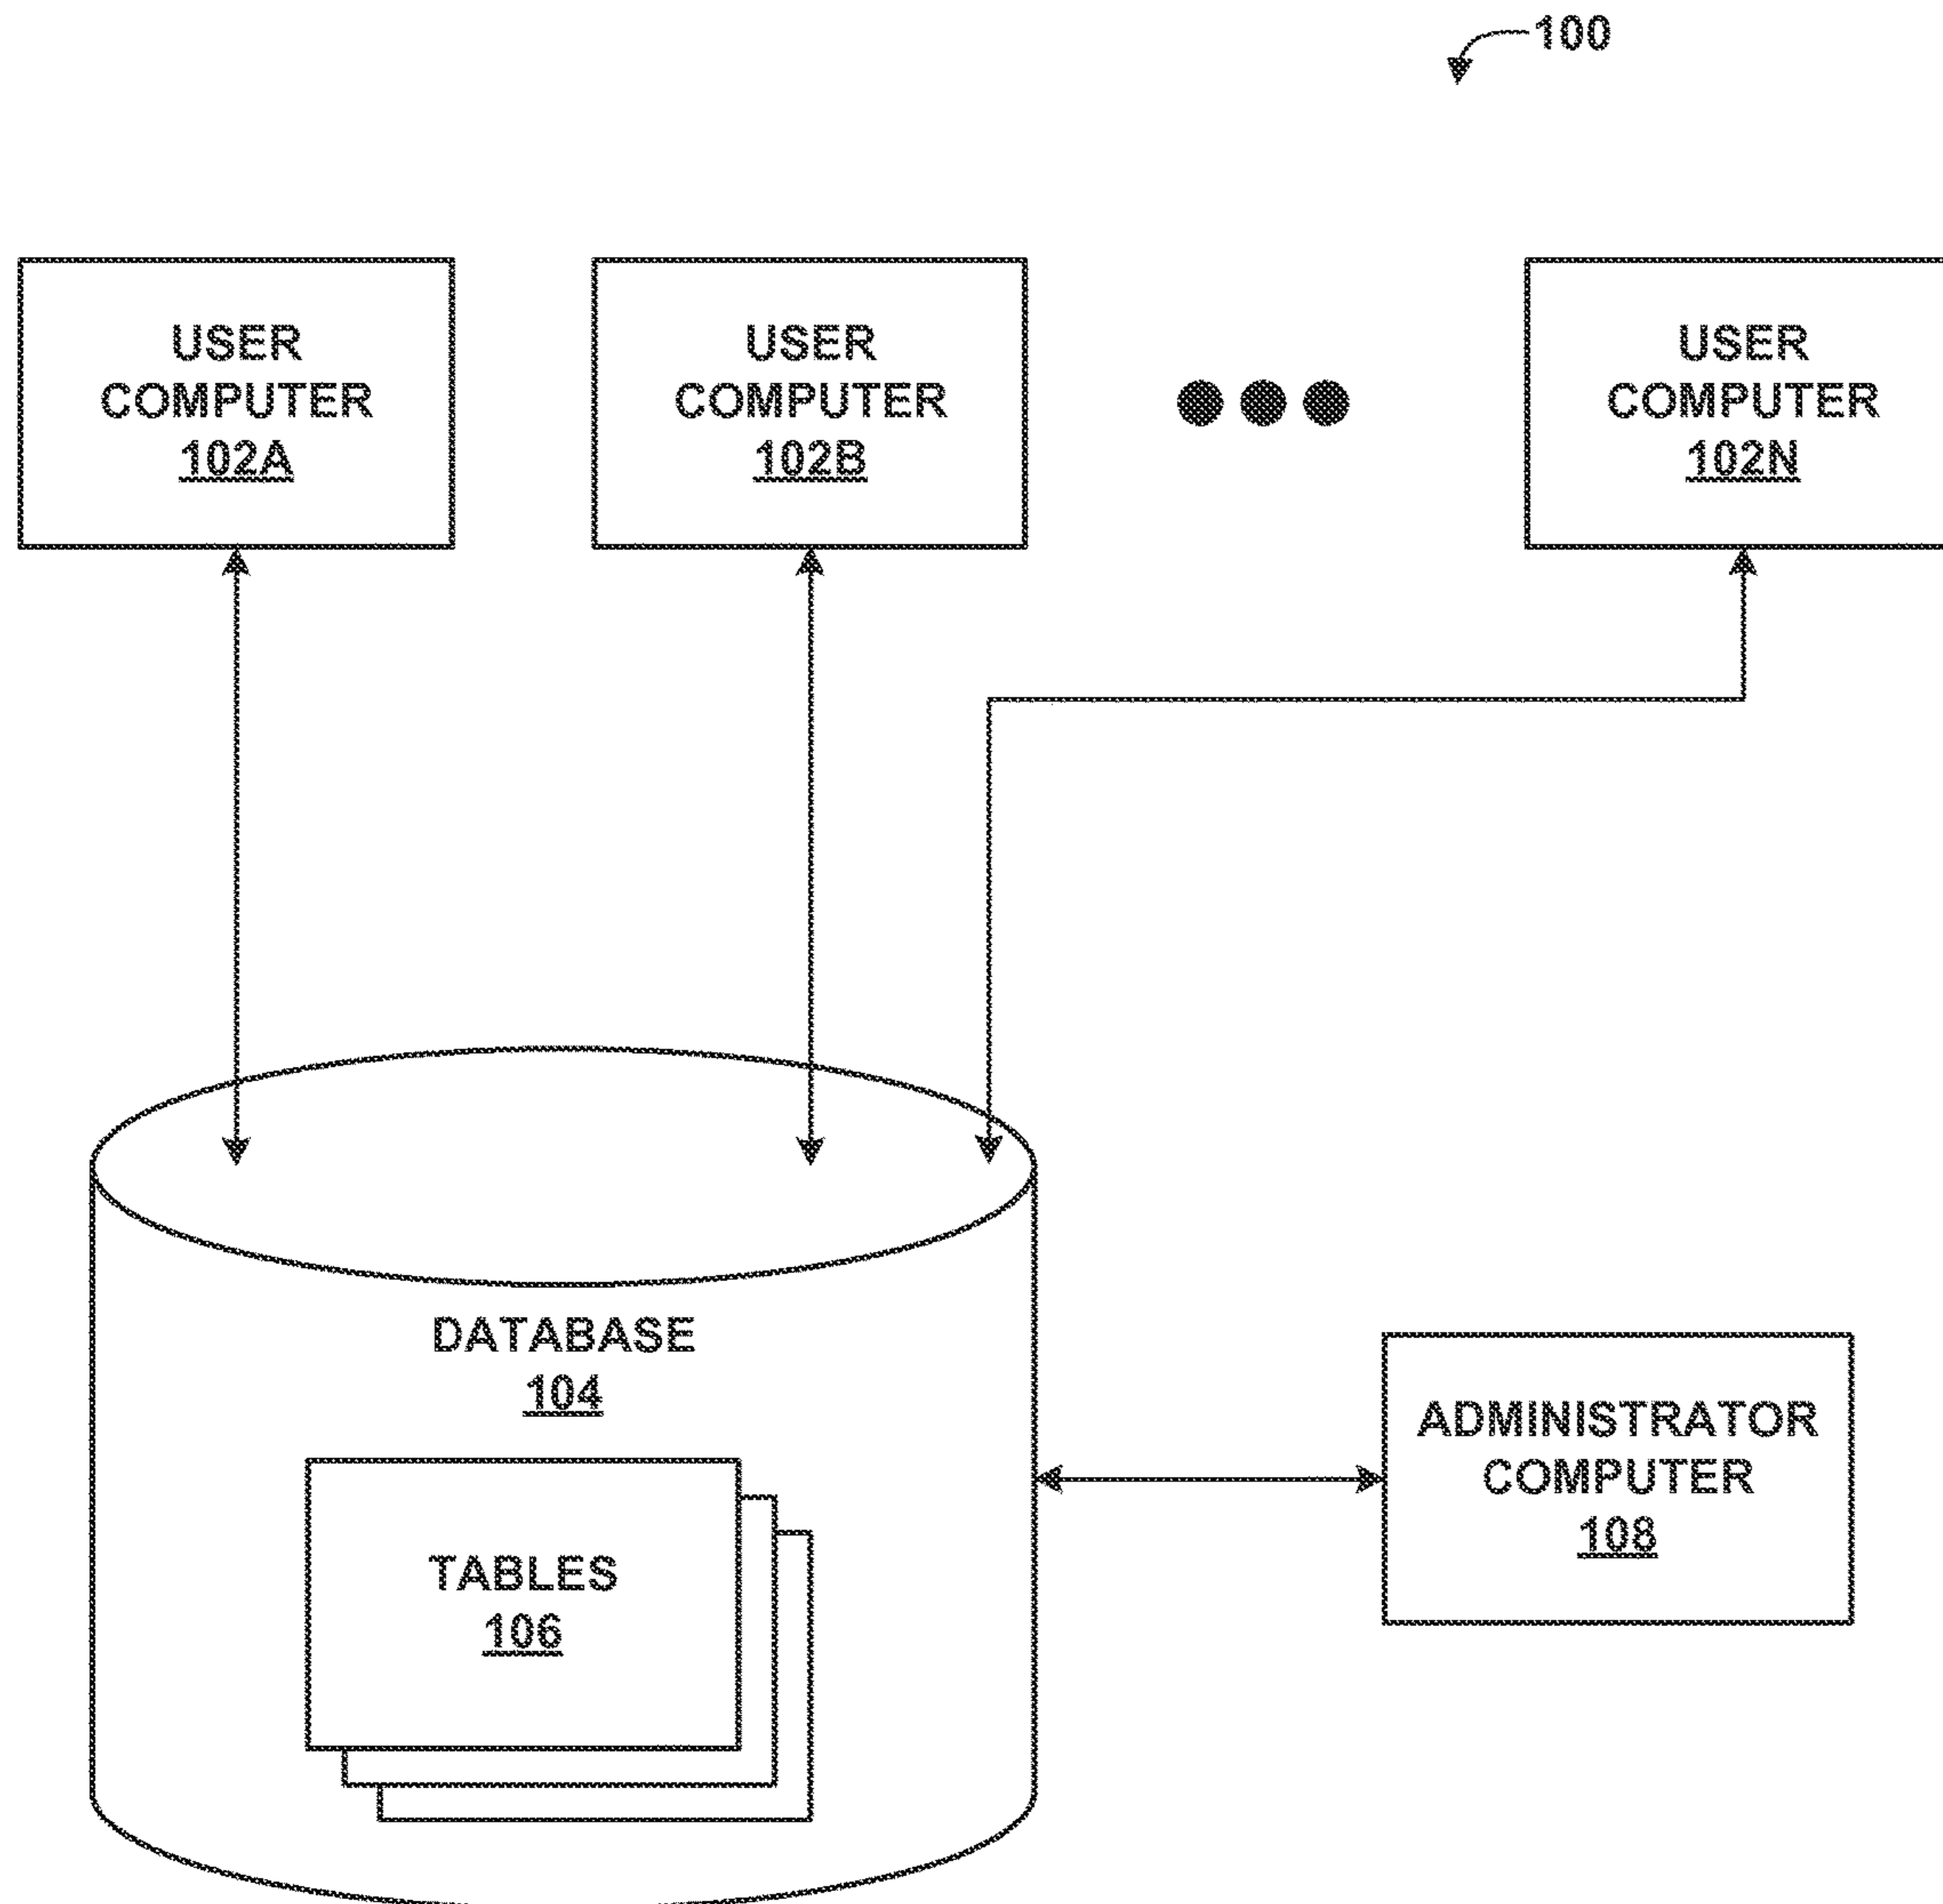 100
USER
COMPUTER
102A
USER
COMPUTER
102B
USER
COMPUTER
102N
DATABASE
104
TABLES
106
ADMINISTRATOR
COMPUTER
108